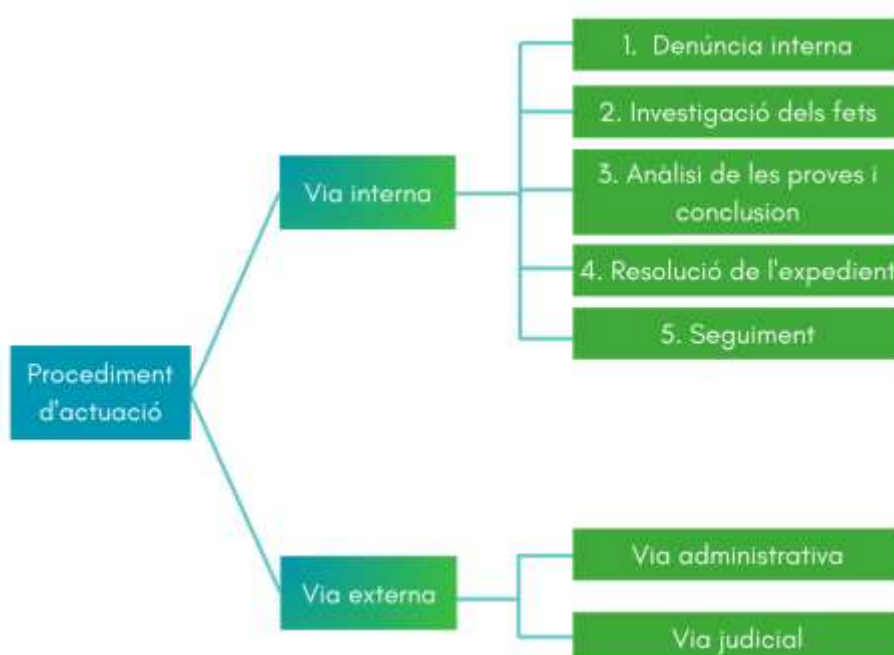 1. Denúncia interna
2. Investigació dels fets
3. Anàlisi de les proves i
conclusion
4. Resolució de l'expedient
5. Seguiment
Via interna
Procediment
d'actuació
Via externa
Via administrativa
Via judicial